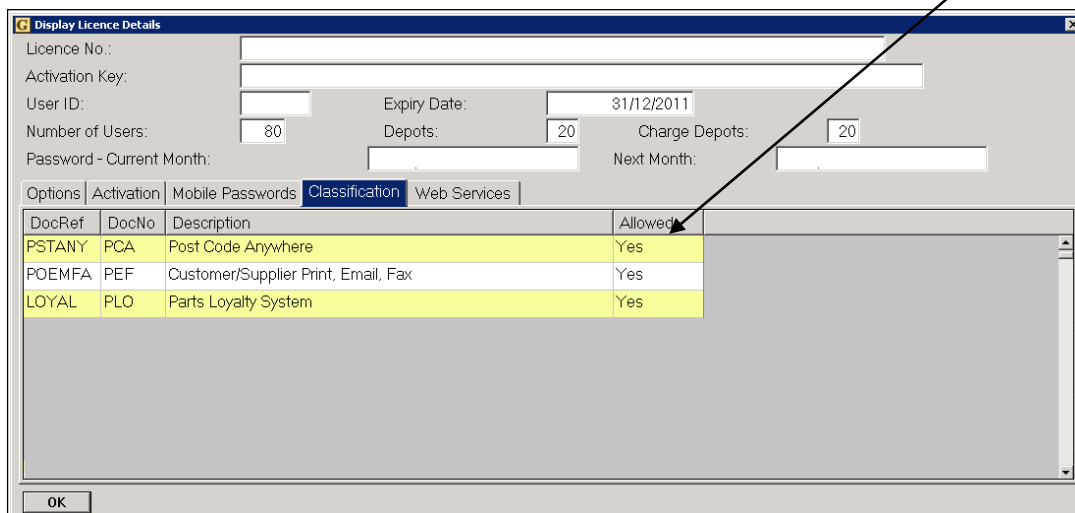 G Display Licence Details
Licence No.:
Activation Key:
User ID: Expiry Date: 31/12/2011
Number of Users: 80 Depots: 20 Charge Depots: 20
Password - Current Month: Next Month:
Options Activation Mobile Passwords Classification Web Services
DocRef DocNo Description Allowed
PSTANY PCA Post Code Anywhere Yes
POEMFA PEF Customer/Supplier Print, Email, Fax Yes
LOYAL PLO Parts Loyalty System Yes
OK